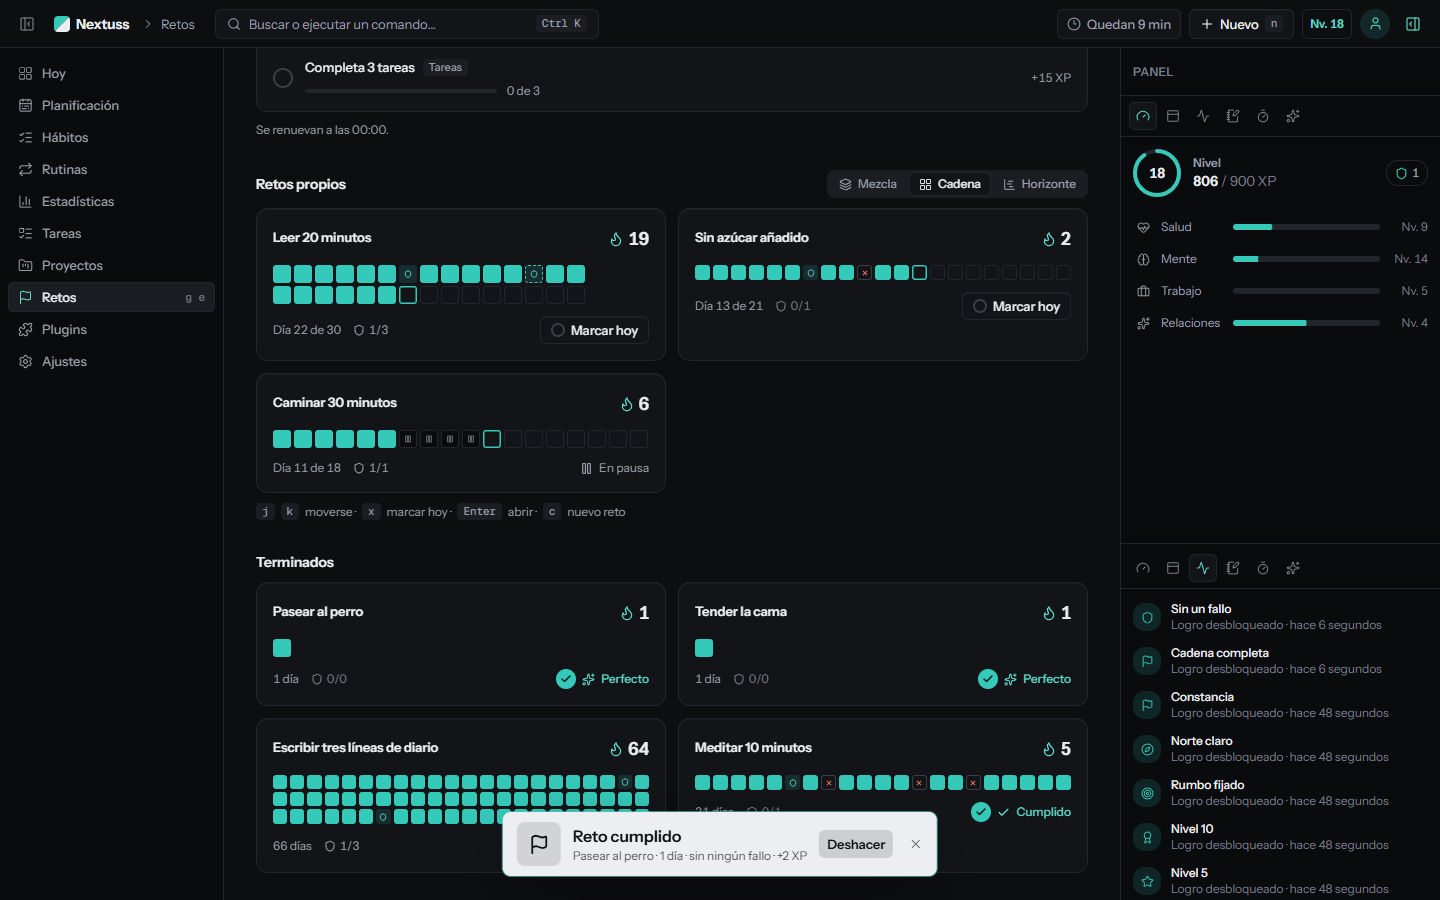 Nextuss
Retos
Buscar o ejecutar un comando...
Ctrl K
Quedan 9 min
Nuevo n
Nv. 18
Hoy
Planificación
Hábitos
Rutinas
Estadísticas
Tareas
Proyectos
Retos g e
Plugins
Ajustes
Completa 3 tareas Tareas
0 de 3
+15 XP
Se renuevan a las 00:00.
Retos propios
Mezcla Cadena Horizonte
Leer 20 minutos 19
Día 22 de 30 1/3 Marcar hoy
Sin azúcar añadido 2
Día 13 de 21 0/1 Marcar hoy
Caminar 30 minutos 6
Día 11 de 18 1/1 En pausa
j k moverse · x marcar hoy · Enter abrir · c nuevo reto
Terminados
Pasear al perro 1
1 día 0/0 Perfecto
Tender la cama 1
1 día 0/0 Perfecto
Escribir tres líneas de diario 64
66 días 1/3
Meditar 10 minutos 5
21 días 0/1 Cumplido
Reto cumplido
Pasear al perro · 1 día · sin ningún fallo · +2 XP
Deshacer
PANEL
18
Nivel
806 / 900 XP
1
Salud Nv. 9
Mente Nv. 14
Trabajo Nv. 5
Relaciones Nv. 4
Sin un fallo
Logro desbloqueado · hace 6 segundos
Cadena completa
Logro desbloqueado · hace 6 segundos
Constancia
Logro desbloqueado · hace 48 segundos
Norte claro
Logro desbloqueado · hace 48 segundos
Rumbo fijado
Logro desbloqueado · hace 48 segundos
Nivel 10
Logro desbloqueado · hace 48 segundos
Nivel 5
Logro desbloqueado · hace 48 segundos